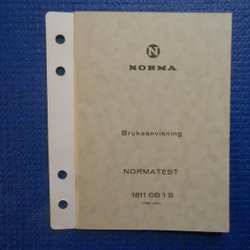 N
NORMA
Bruksanvisning
NORMATEST
1811 GB 1 S